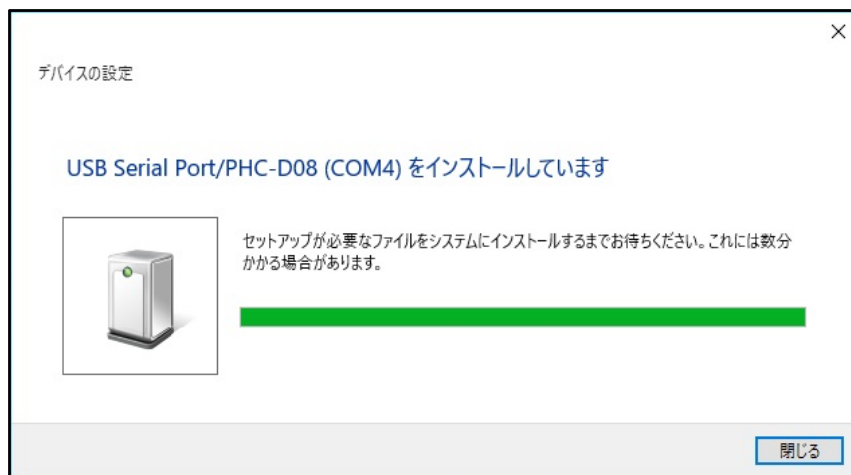 デバイスの設定
USB Serial Port/PHC-D08 (COM4) をインストールしています
セットアップが必要なファイルをシステムにインストールするまでお待ちください。これには数分
かかる場合があります。
閉じる